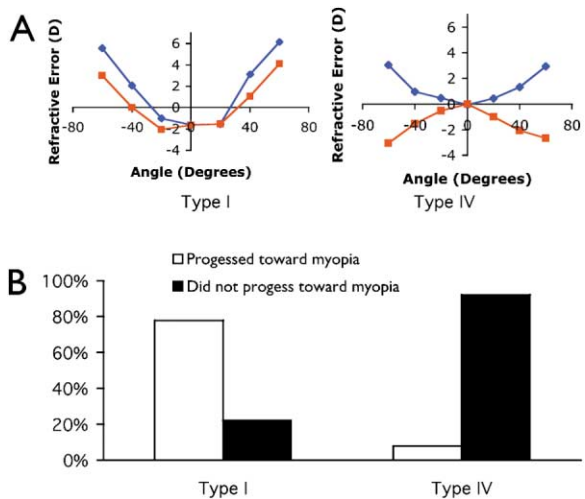 A
Refractive Error (D)
6
4
2
0
-2
-4
-80
-40
0
40
80
Angle (Degrees)
Type I
Refractive Error (D)
6
4
2
0
-2
-4
-80
-40
0
40
80
Angle (Degrees)
Type IV
B
Progessed toward myopia
Did not progess toward myopia
100%
80%
60%
40%
20%
0%
Type I
Type IV